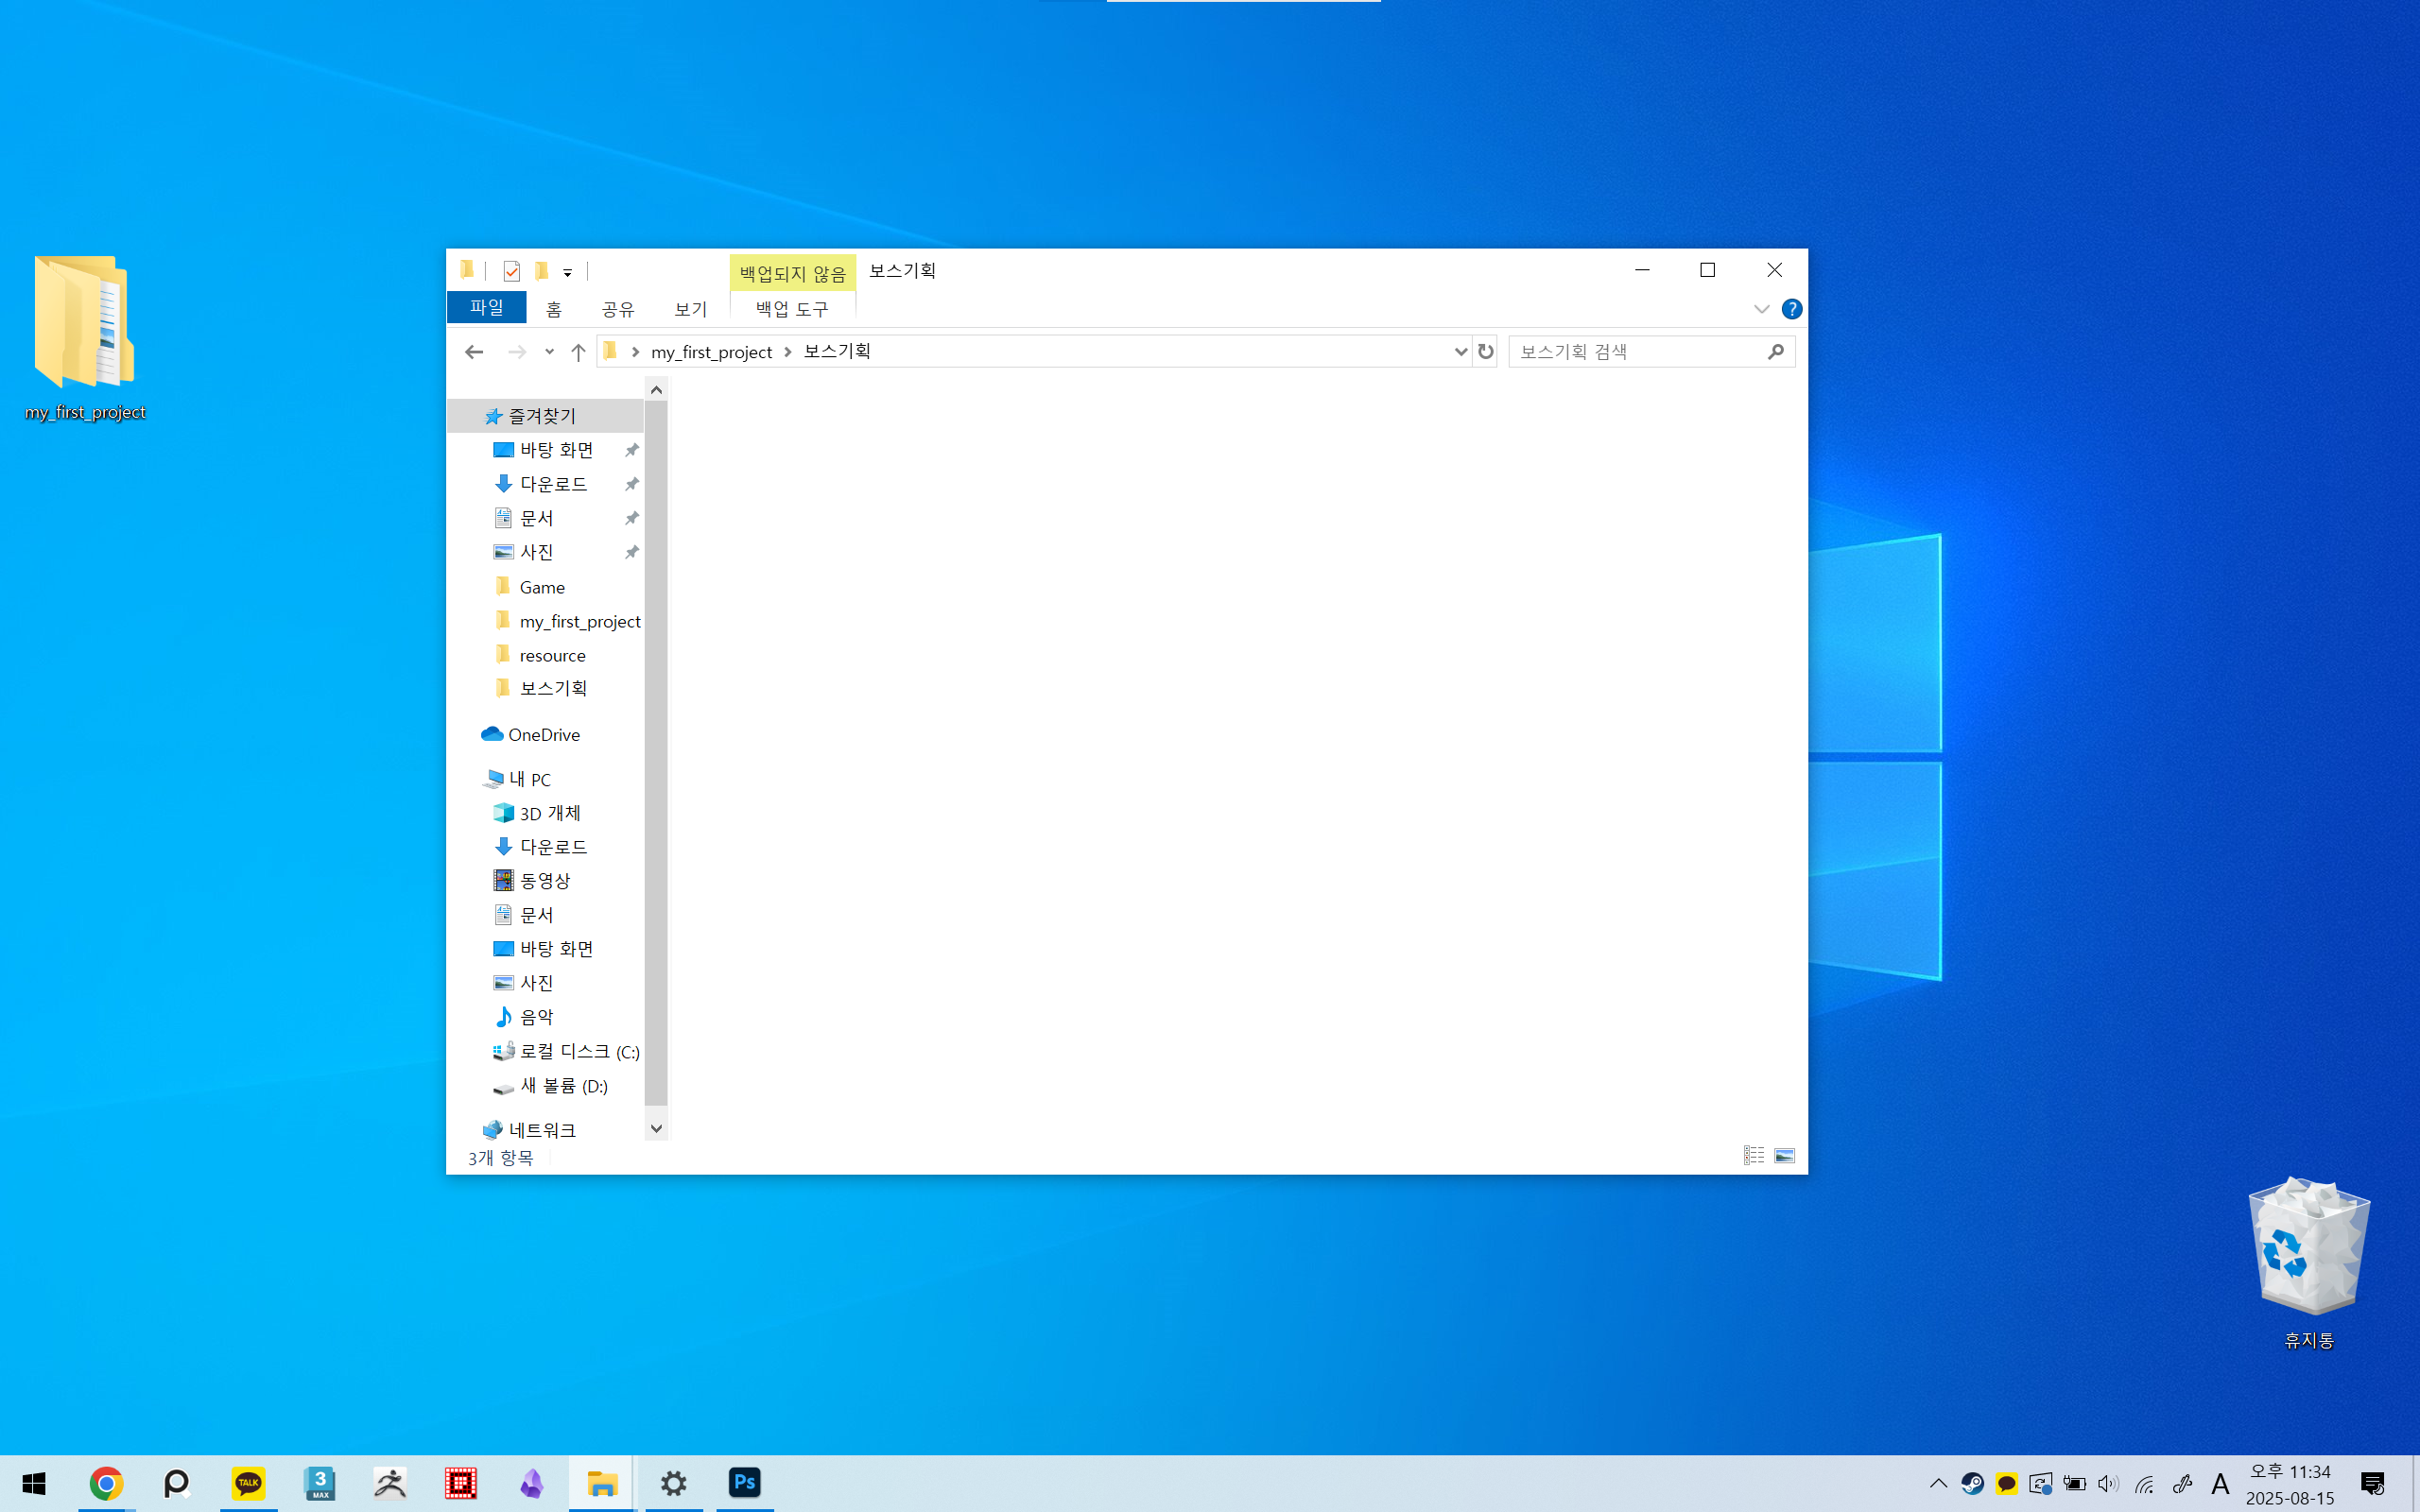 my_first_project
백업되지 않음
보스기획
파일
홈
공유
보기
백업 도구
?
my_first_project
보스기획
보스기획 검색
즐겨찾기
바탕 화면
다운로드
문서
사진
Game
my_first_project
resource
보스기획
OneDrive
내 PC
3D 개체
다운로드
동영상
문서
바탕 화면
사진
음악
로컬 디스크 (C:)
새 볼륨 (D:)
네트워크
3개 항목
휴지통
TALK
3
MAX
Ps
A
오후 11:34
2025-08-15